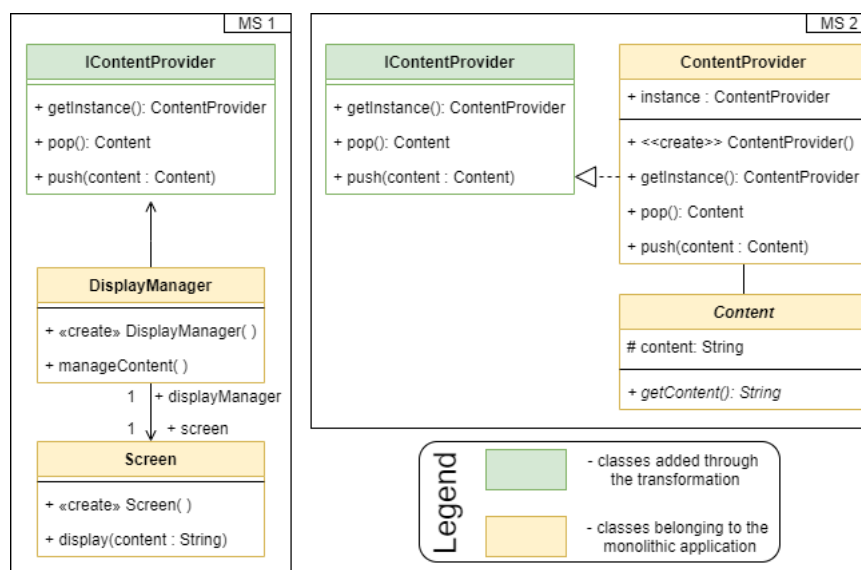 MS 1
IContentProvider
+ getInstance(): ContentProvider
+ pop(): Content
+ push(content : Content)
DisplayManager
+ «create» DisplayManager( )
+ manageContent( )
1 + displayManager
1 + screen
Screen
+ «create» Screen( )
+ display(content : String)
MS 2
IContentProvider
+ getInstance(): ContentProvider
+ pop(): Content
+ push(content : Content)
ContentProvider
+ instance : ContentProvider
+ <<create>> ContentProvider()
+ getInstance(): ContentProvider
+ pop(): Content
+ push(content : Content)
Content
# content: String
+ getContent(): String
Legend
- classes added through
the transformation
- classes belonging to the
monolithic application